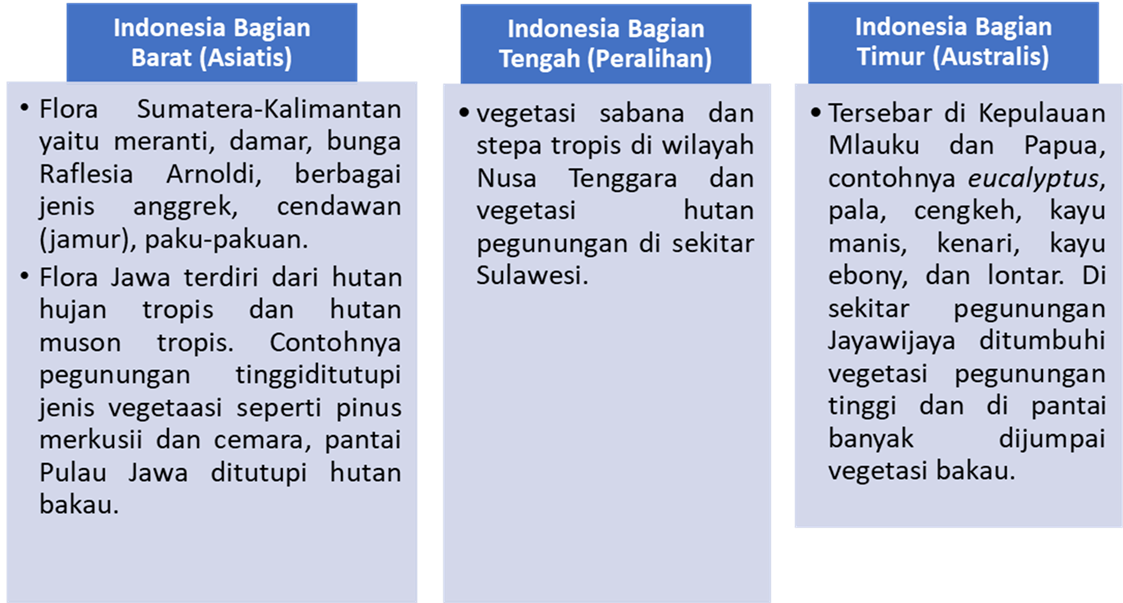 Indonesia Bagian
Barat (Asiatis)
• Flora Sumatera-Kalimantan
yaitu meranti, damar, bunga
Raflesia Arnoldi, berbagai
jenis anggrek, cendawan
(jamur), paku-pakuan.
• Flora Jawa terdiri dari hutan
hujan tropis dan hutan
muson tropis. Contohnya
pegunungan tinggiditutupi
jenis vegetaasi seperti pinus
merkusii dan cemara, pantai
Pulau Jawa ditutupi hutan
bakau.
Indonesia Bagian
Tengah (Peralihan)
• vegetasi sabana dan
stepa tropis di wilayah
Nusa Tenggara dan
vegetasi hutan
pegunungan di sekitar
Sulawesi.
Indonesia Bagian
Timur (Australis)
• Tersebar di Kepulauan
Mlauku dan Papua,
contohnya eucalyptus,
pala, cengkeh, kayu
manis, kenari, kayu
ebony, dan lontar. Di
sekitar pegunungan
Jayawijaya ditumbuhi
vegetasi pegunungan
tinggi dan di pantai
banyak dijumpai
vegetasi bakau.